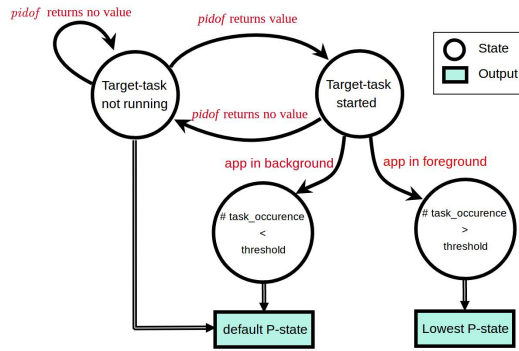 pidof returns no value
pidof returns value
State
Output
Target-task
not running
Target-task
started
pidof returns no value
app in background
app in foreground
# task_occurence
<
threshold
# task_occurence
>
threshold
default P-state
Lowest P-state